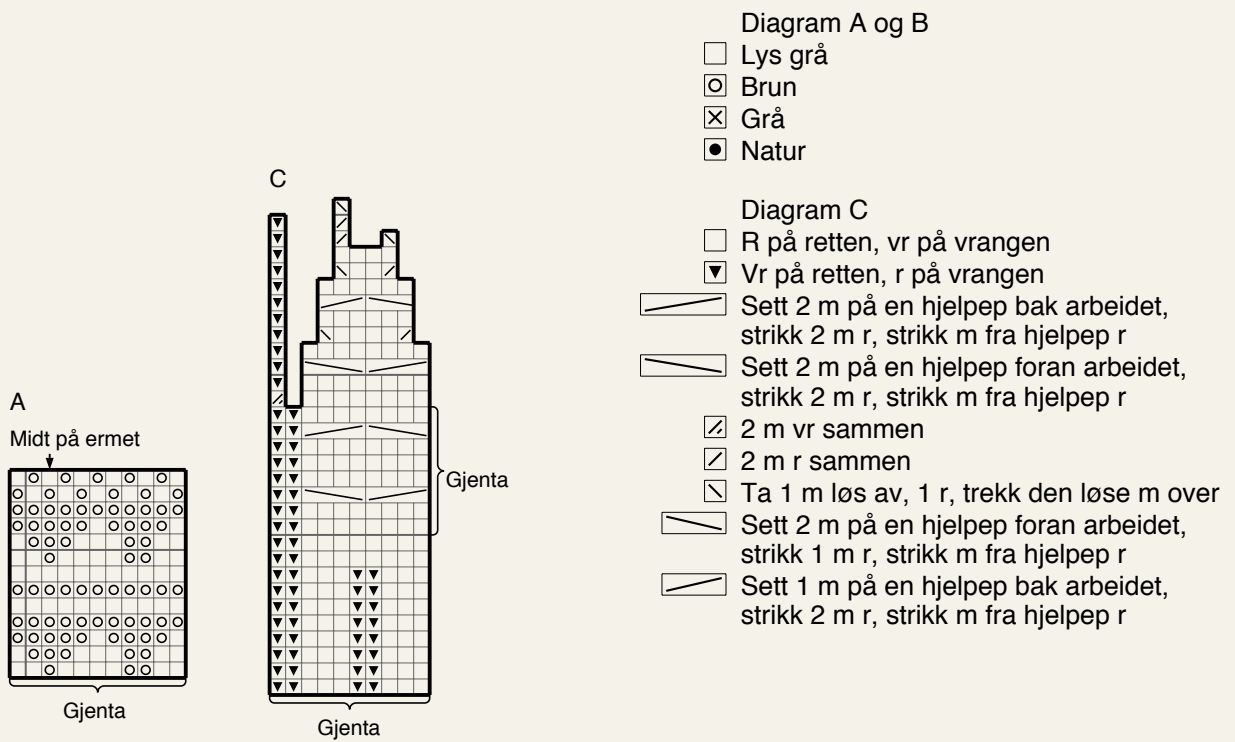 Diagram A og B
Lys grå
Brun
Grå
Natur
Diagram C
R på retten, vr på vrangen
Vr på retten, r på vrangen
Sett 2 m på en hjelpep bak arbeidet,
strikk 2 m r, strikk m fra hjelpep r
Sett 2 m på en hjelpep foran arbeidet,
strikk 2 m r, strikk m fra hjelpep r
2 m vr sammen
2 m r sammen
Ta 1 m løs av, 1 r, trekk den løse m over
Sett 2 m på en hjelpep foran arbeidet,
strikk 1 m r, strikk m fra hjelpep r
Sett 1 m på en hjelpep bak arbeidet,
strikk 2 m r, strikk m fra hjelpep r
C
Gjenta
Gjenta
A
Midt på ermet
Gjenta